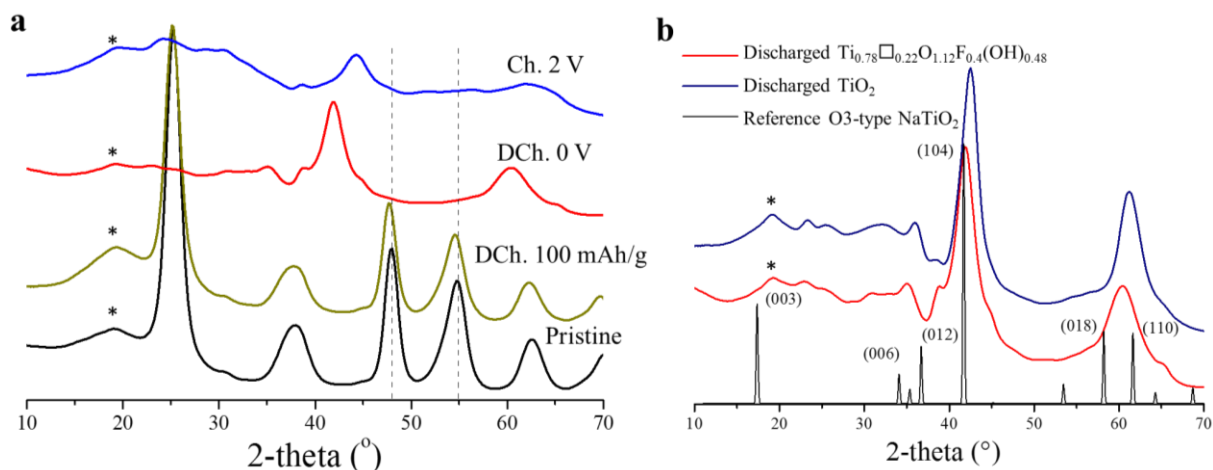 a
*
Ch. 2 V
*
DCh. 0 V
*
DCh. 100 mAh/g
*
Pristine
10 20 30 40 50 60 70
2-theta (°)
b
Discharged Ti0.78□0.22O1.12F0.4(OH)0.48
Discharged TiO2
Reference O3-type NaTiO2
(104)
*
*
(003)
(006)
(012)
(018)
(110)
10 20 30 40 50 60 70
2-theta (°)